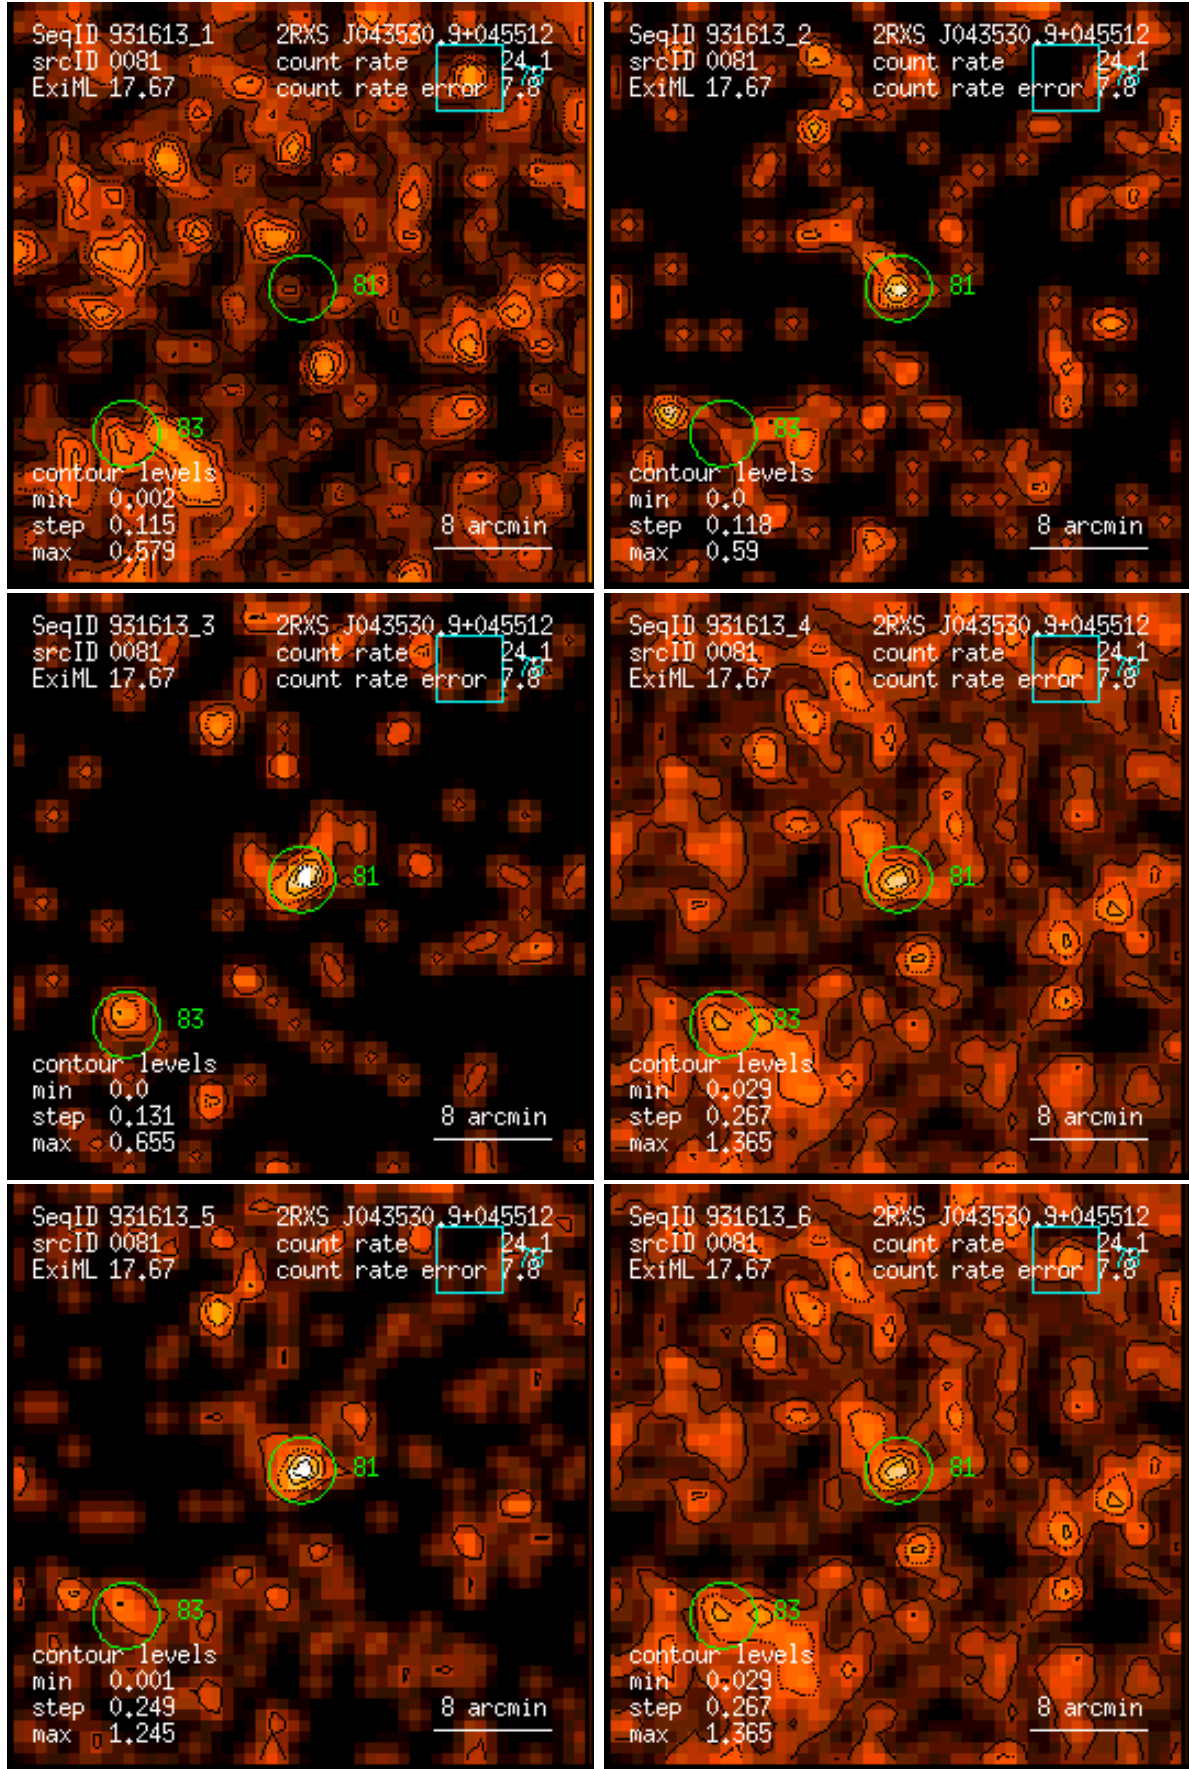 SeqID 931613_1 2RXS J043530.9+045512
srcID 0081 count rate 24.1
ExiML 17.67 count rate error 7.8
78
81
83
contour levels
min 0.002
step 0.115 8 arcmin
max 0.579
SeqID 931613_2 2RXS J043530.9+045512
srcID 0081 count rate 24.1
ExiML 17.67 count rate error 7.8
78
81
83
contour levels
min 0.0
step 0.118 8 arcmin
max 0.59
SeqID 931613_3 2RXS J043530.9+045512
srcID 0081 count rate 24.1
ExiML 17.67 count rate error 7.8
78
81
83
contour levels
min 0.0
step 0.131 8 arcmin
max 0.655
SeqID 931613_4 2RXS J043530.9+045512
srcID 0081 count rate 24.1
ExiML 17.67 count rate error 7.8
78
81
83
contour levels
min 0.029
step 0.267 8 arcmin
max 1.365
SeqID 931613_5 2RXS J043530.9+045512
srcID 0081 count rate 24.1
ExiML 17.67 count rate error 7.8
78
81
83
contour levels
min 0.001
step 0.249 8 arcmin
max 1.245
SeqID 931613_6 2RXS J043530.9+045512
srcID 0081 count rate 24.1
ExiML 17.67 count rate error 7.8
78
81
83
contour levels
min 0.029
step 0.267 8 arcmin
max 1.365